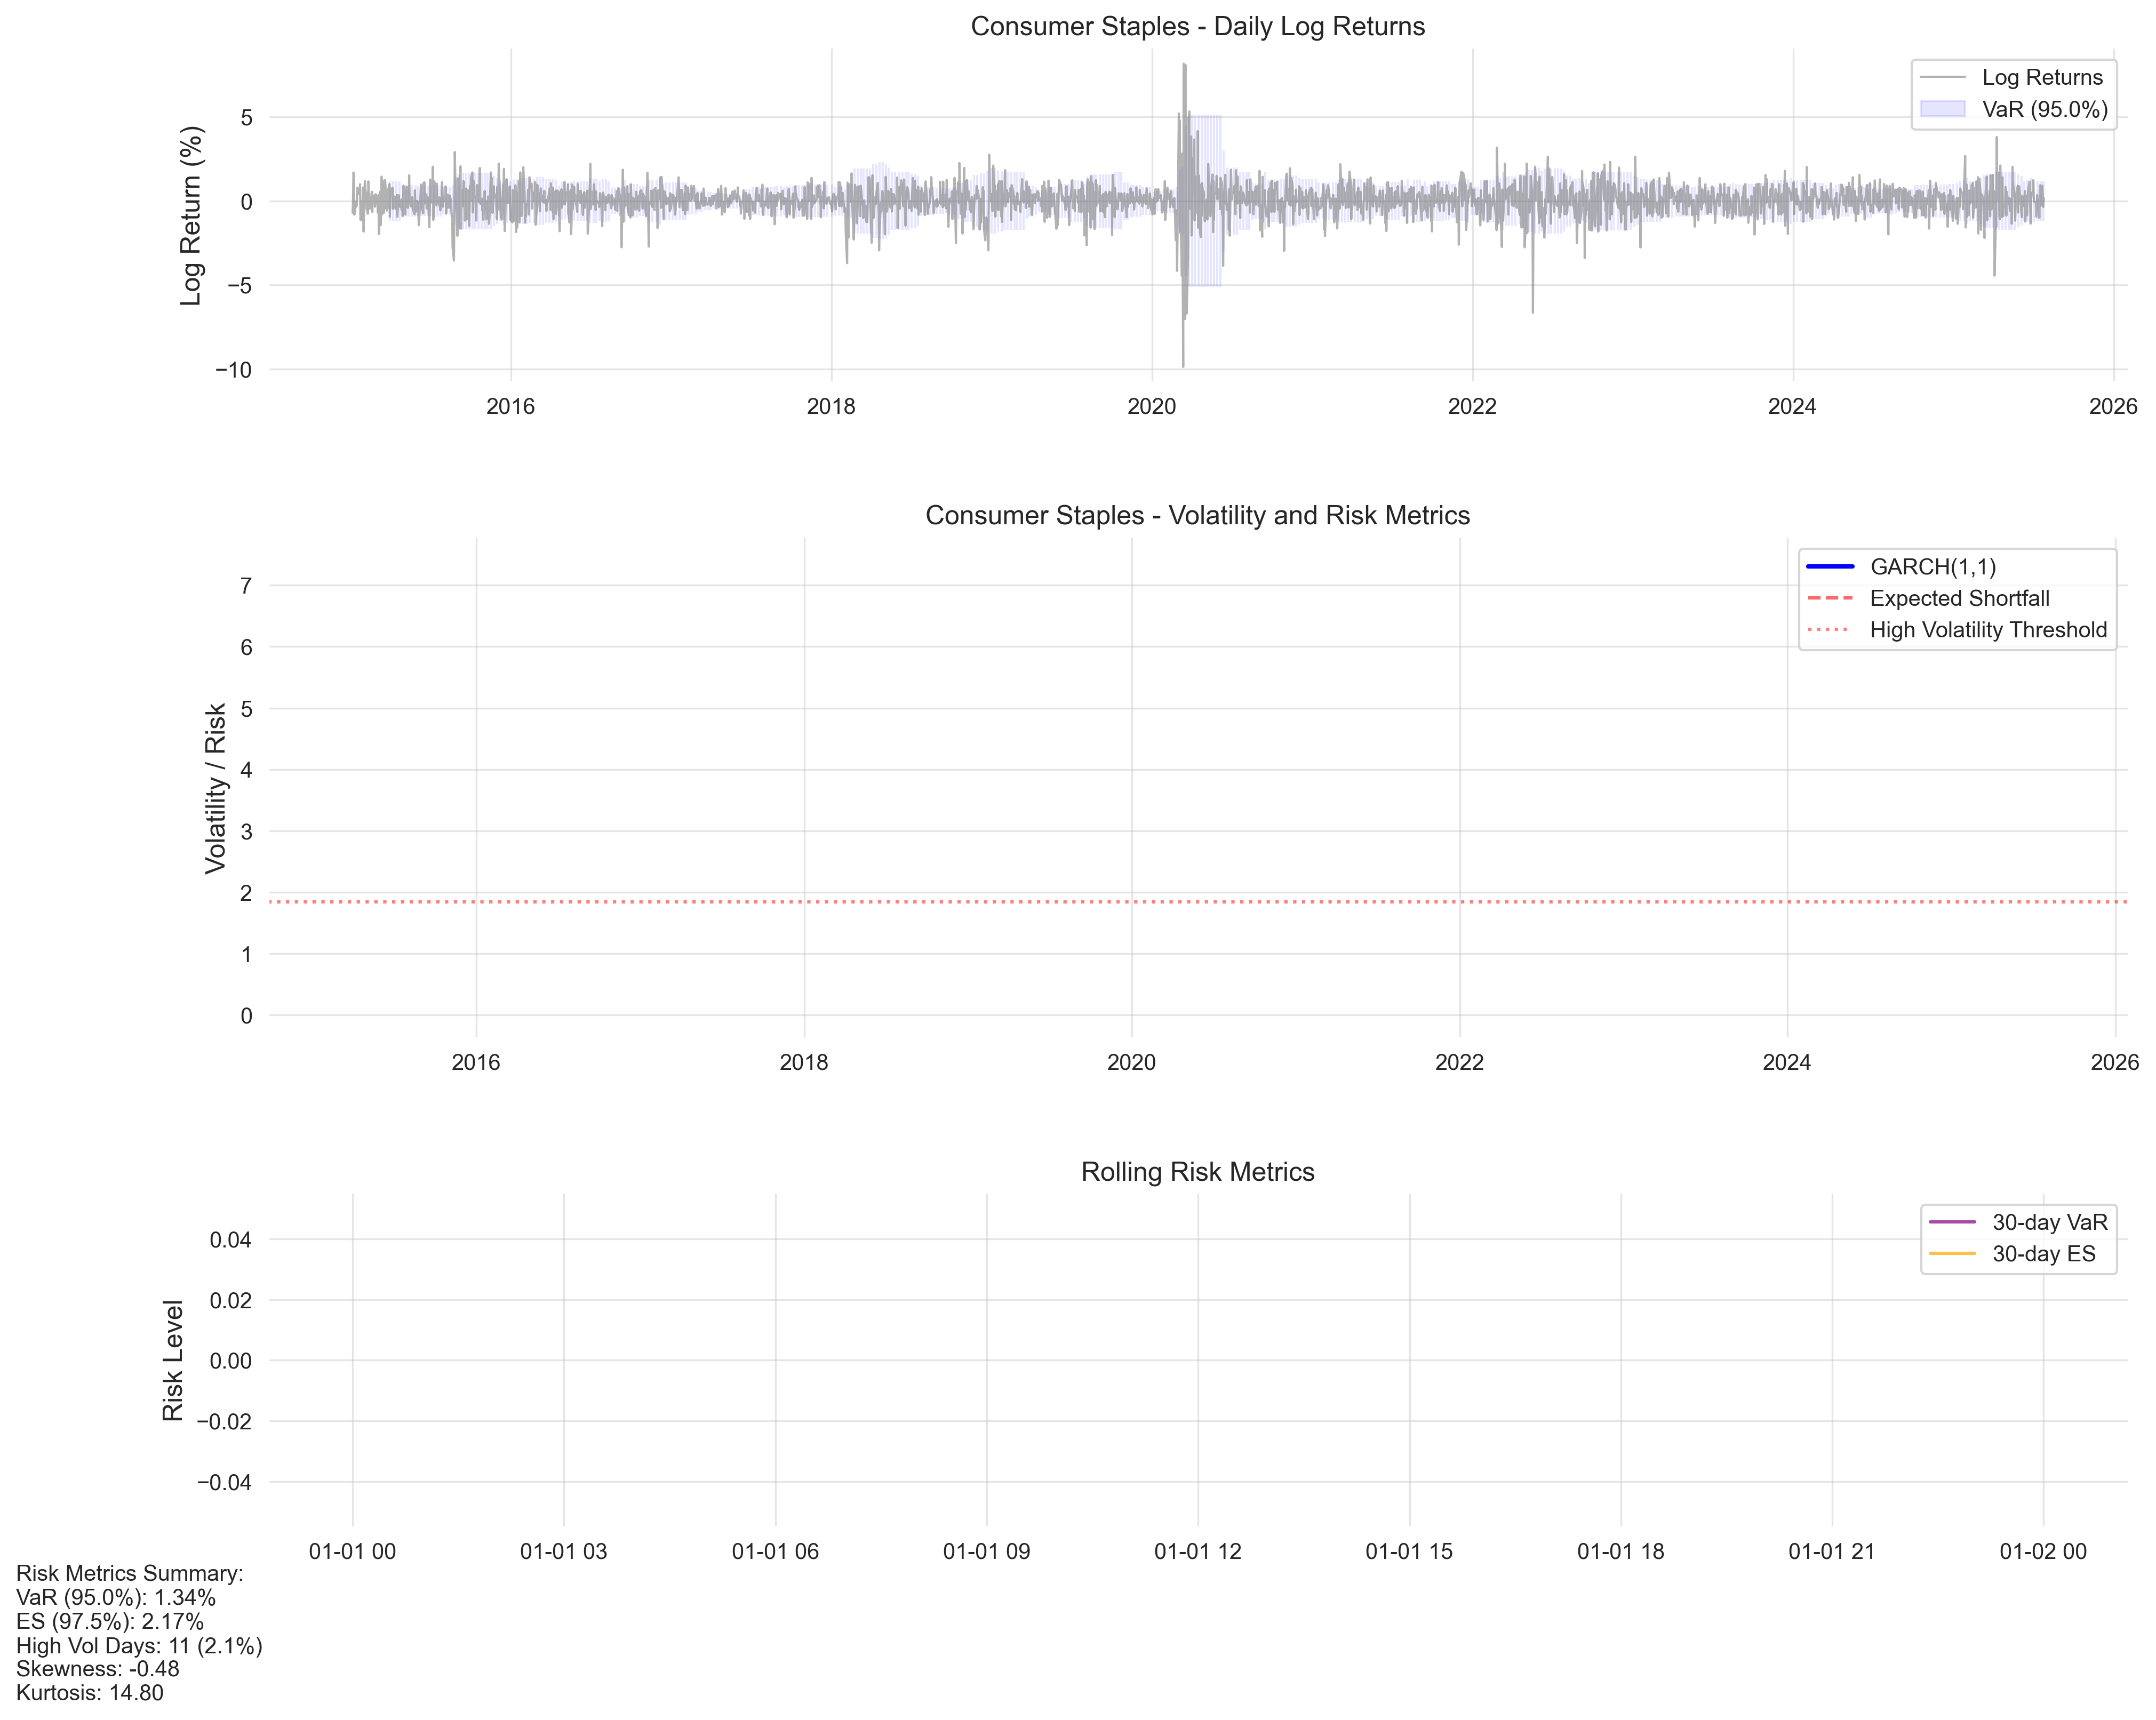 Consumer Staples - Daily Log Returns
Log Returns
VaR (95.0%)
Log Return (%)
5
0
−5
−10
2016
2018
2020
2022
2024
2026
Consumer Staples - Volatility and Risk Metrics
GARCH(1,1)
Expected Shortfall
High Volatility Threshold
Volatility / Risk
7
6
5
4
3
2
1
0
2016
2018
2020
2022
2024
2026
Rolling Risk Metrics
30-day VaR
30-day ES
Risk Level
0.04
0.02
0.00
−0.02
−0.04
01-01 00
01-01 03
01-01 06
01-01 09
01-01 12
01-01 15
01-01 18
01-01 21
01-02 00
Risk Metrics Summary:
VaR (95.0%): 1.34%
ES (97.5%): 2.17%
High Vol Days: 11 (2.1%)
Skewness: -0.48
Kurtosis: 14.80